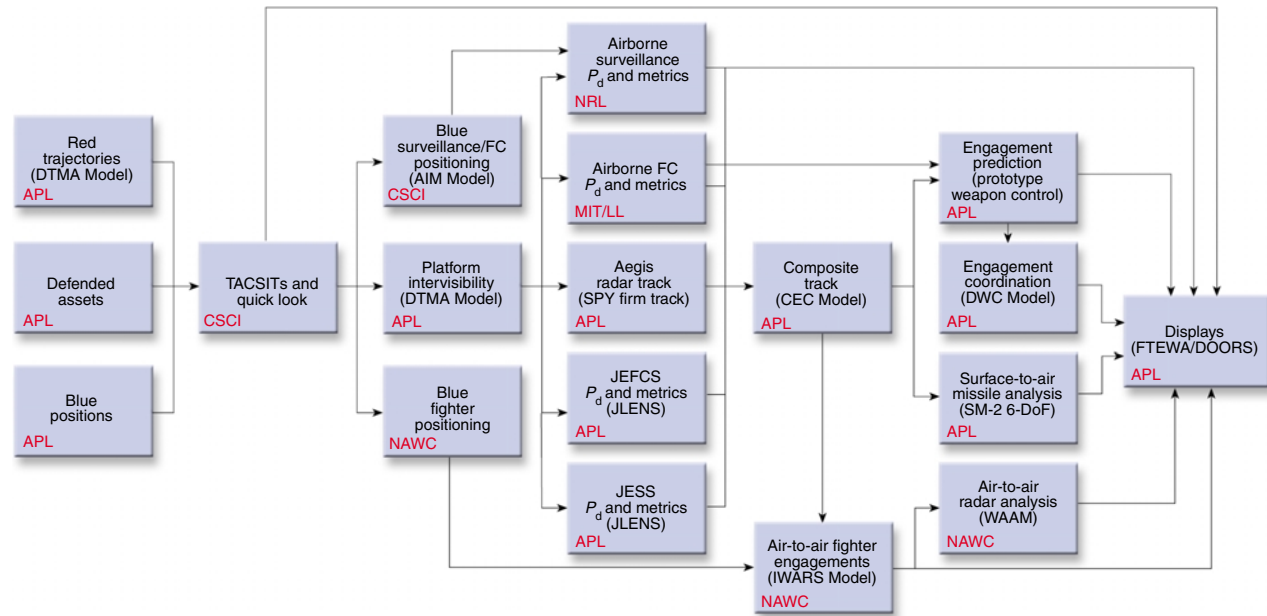 Red
trajectories
(DTMA Model)
APL
Defended
assets
APL
Blue
positions
APL
TACSITs and
quick look
CSCI
Blue
surveillance/FC
positioning
(AIM Model)
CSCI
Platform
intervisibility
(DTMA Model)
APL
Blue
fighter
positioning
NAWC
Airborne
surveillance
Pd and metrics
NRL
Airborne FC
Pd and metrics
MIT/LL
Aegis
radar track
(SPY firm track)
APL
JEFCS
Pd and metrics
(JLENS)
APL
JESS
Pd and metrics
(JLENS)
APL
Composite
track
(CEC Model)
APL
Air-to-air fighter
engagements
(IWARS Model)
NAWC
Engagement
prediction
(prototype
weapon control)
APL
Engagement
coordination
(DWC Model)
APL
Surface-to-air
missile analysis
(SM-2 6-DoF)
APL
Air-to-air
radar analysis
(WAAM)
NAWC
Displays
(FTEWA/DOORS)
APL